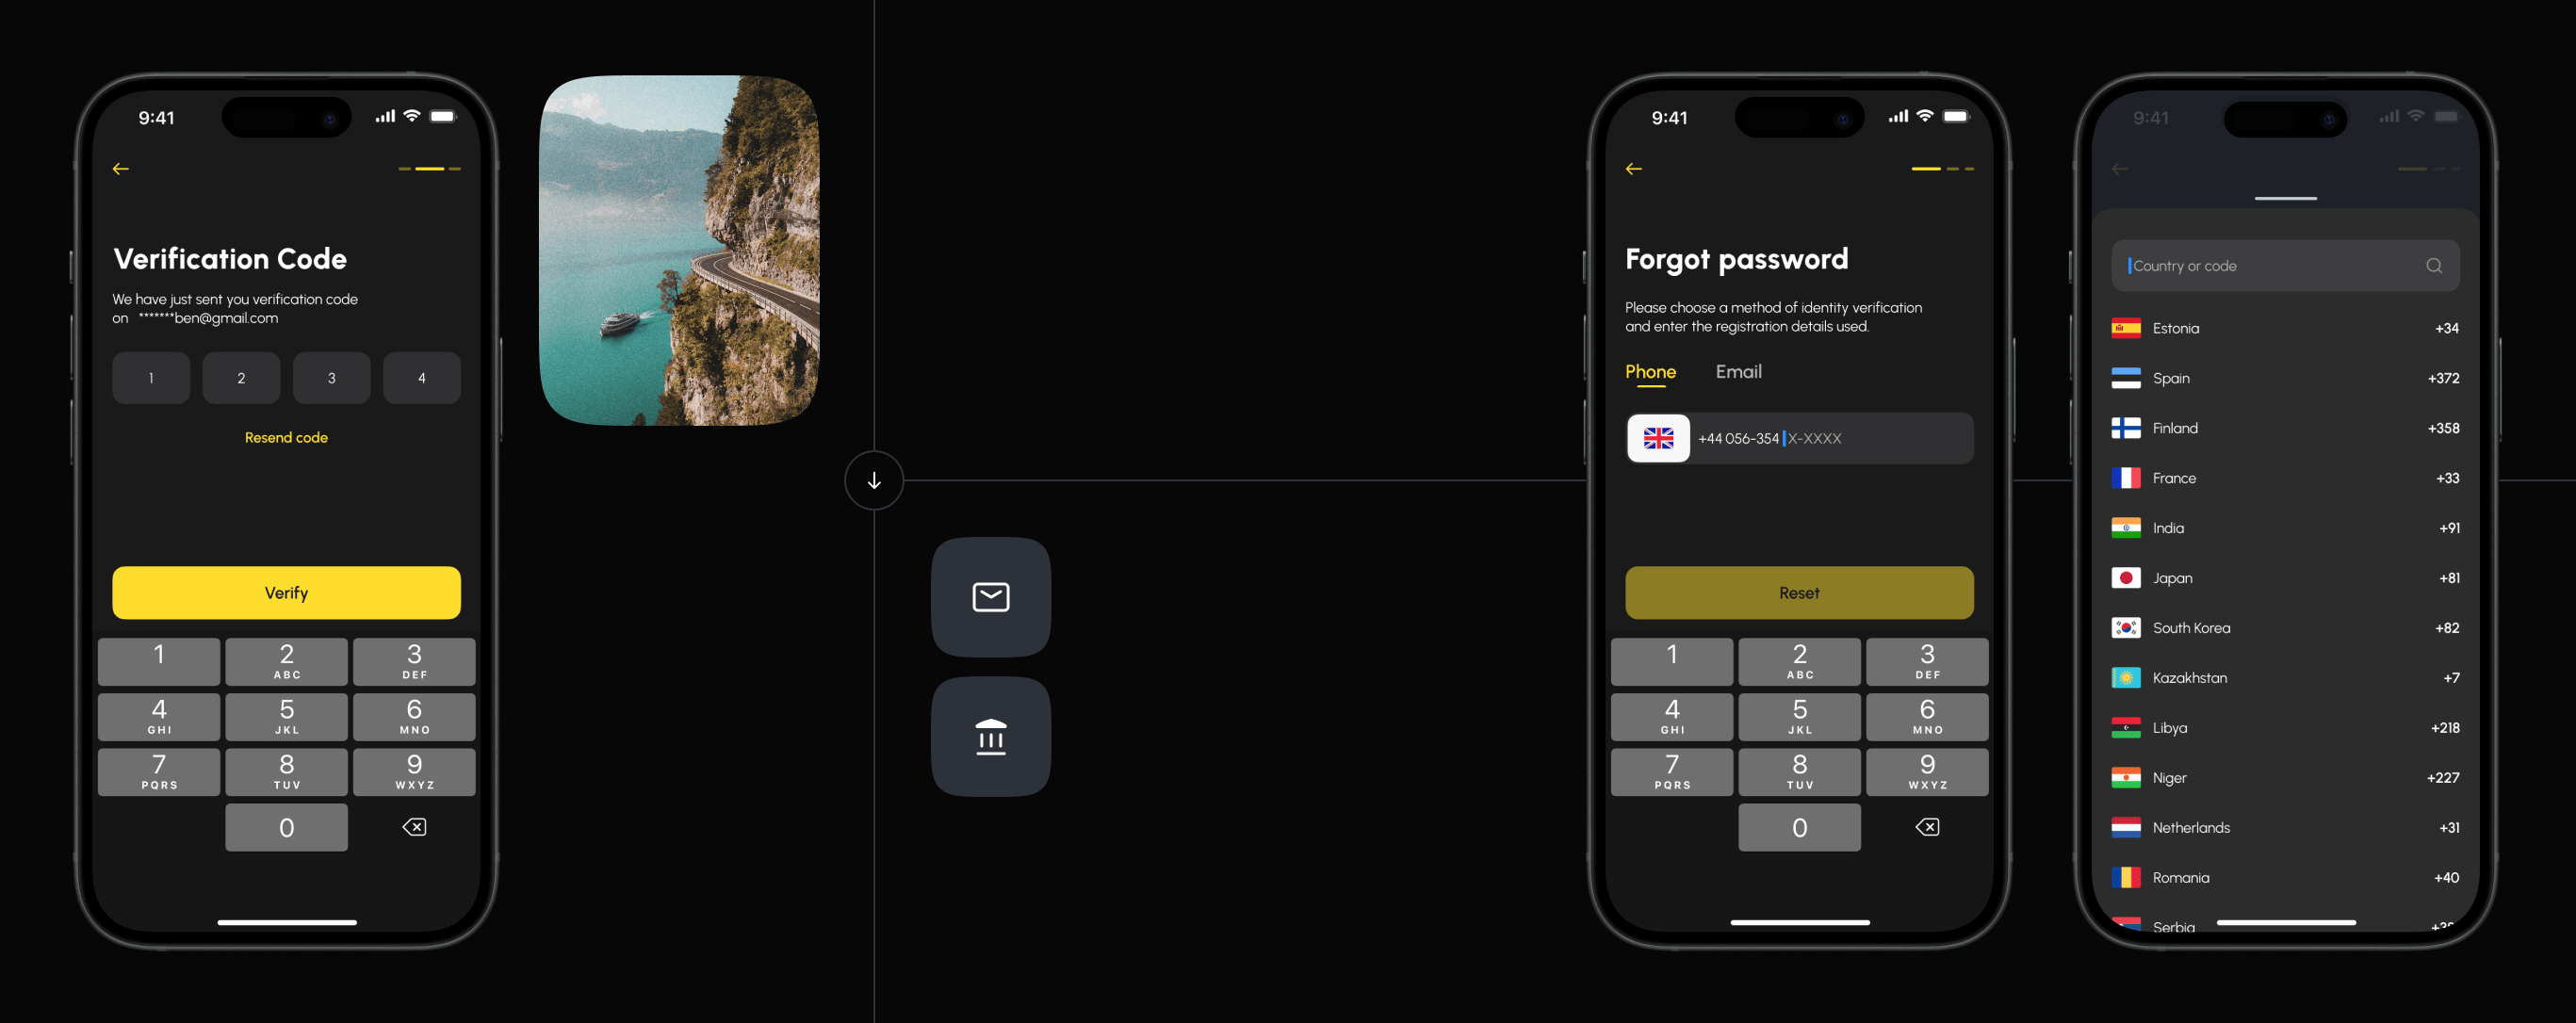 9:41
Verification Code
We have just sent you verification code
on *******ben@gmail.com
1 2 3 4
Resend code
Verify
1 2 3
ABC DEF
4 5 6
GHI JKL MNO
7 8 9
PQRS TUV WXYZ
0
9:41
Forgot password
Please choose a method of identity verification
and enter the registration details used.
Phone Email
+44 056-354 X-XXXX
Reset
1 2 3
ABC DEF
4 5 6
GHI JKL MNO
7 8 9
PQRS TUV WXYZ
0
9:41
Country or code
Estonia +34
Spain +372
Finland +358
France +33
India +91
Japan +81
South Korea +82
Kazakhstan +7
Libya +218
Niger +227
Netherlands +31
Romania +40
Serbia